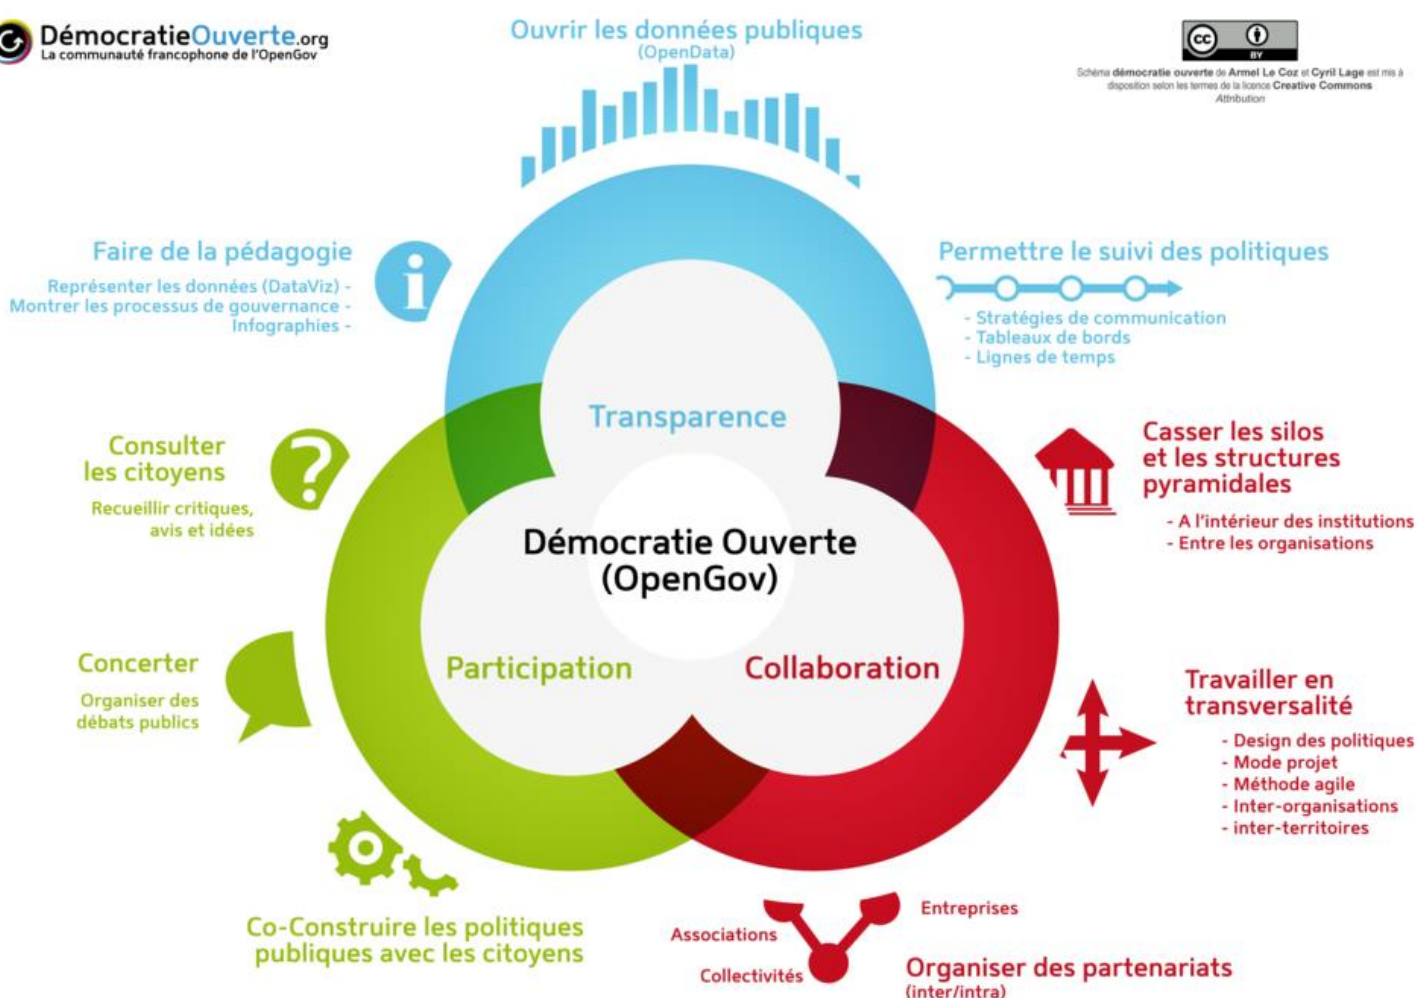 DémocratieOuverte.org
La communauté francophone de l'OpenGov
Ouvrir les données publiques
(OpenData)
cc
BY
Schéma démocratie ouverte de Armel Le Coz et Cyril Lage est mis à
disposition selon les termes de la licence Creative Commons
Attribution
Faire de la pédagogie
Représenter les données (DataViz) -
Montrer les processus de gouvernance -
Infographies -
i
Permettre le suivi des politiques
- Stratégies de communication
- Tableaux de bords
- Lignes de temps
Transparence
Consulter
les citoyens
Recueillir critiques,
avis et idées
?
Casser les silos
et les structures
pyramidales
- A l'intérieur des institutions
- Entre les organisations
Démocratie Ouverte
(OpenGov)
Participation
Collaboration
Concerter
Organiser des
débats publics
Travailler en
transversalité
- Design des politiques
- Mode projet
- Méthode agile
- Inter-organisations
- inter-territoires
Co-Construire les politiques
publiques avec les citoyens
Associations
Entreprises
Collectivités
Organiser des partenariats
(inter/intra)